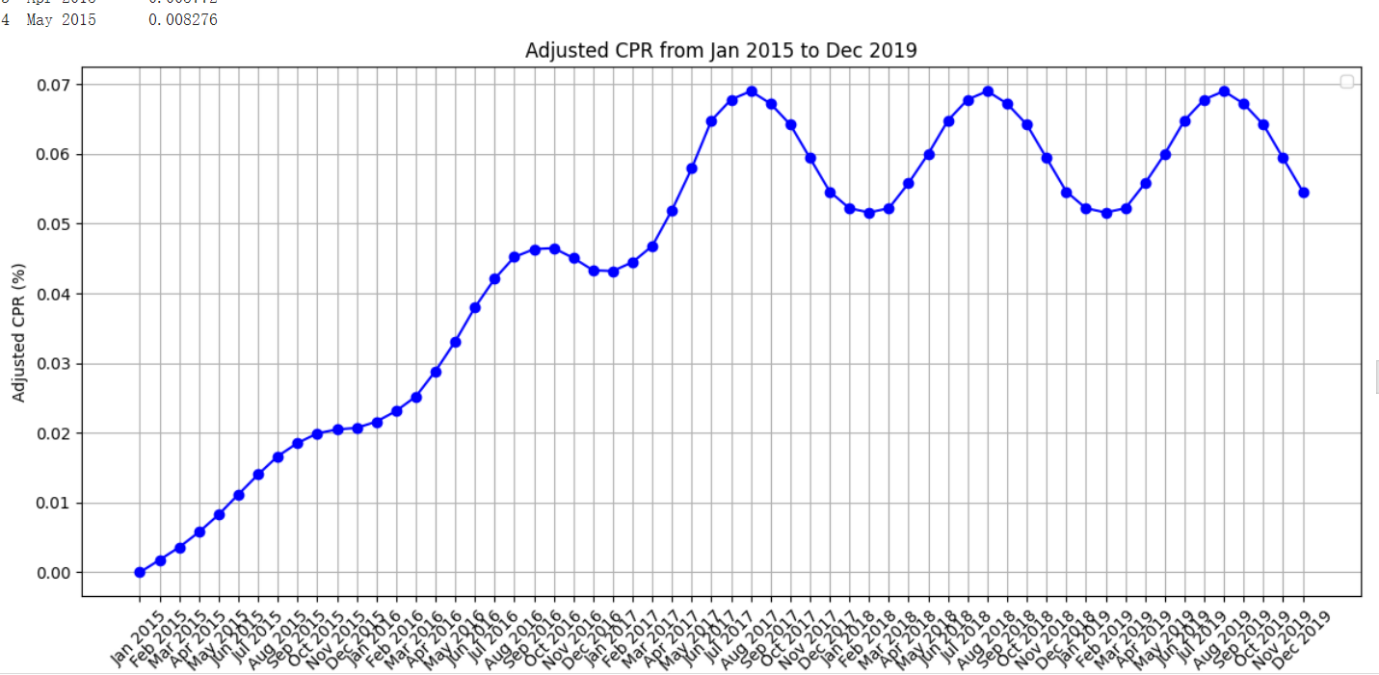 4 May 2015 0.008276
Adjusted CPR from Jan 2015 to Dec 2019
Adjusted CPR (%)
0.07
0.06
0.05
0.04
0.03
0.02
0.01
0.00
Jan 2015
Feb 2015
Mar 2015
Apr 2015
May 2015
Jun 2015
Jul 2015
Aug 2015
Sep 2015
Oct 2015
Nov 2015
Dec 2015
Jan 2016
Feb 2016
Mar 2016
Apr 2016
May 2016
Jun 2016
Jul 2016
Aug 2016
Sep 2016
Oct 2016
Nov 2016
Dec 2016
Jan 2017
Feb 2017
Mar 2017
Apr 2017
May 2017
Jun 2017
Jul 2017
Aug 2017
Sep 2017
Oct 2017
Nov 2017
Dec 2017
Jan 2018
Feb 2018
Mar 2018
Apr 2018
May 2018
Jun 2018
Jul 2018
Aug 2018
Sep 2018
Oct 2018
Nov 2018
Dec 2018
Jan 2019
Feb 2019
Mar 2019
Apr 2019
May 2019
Jun 2019
Jul 2019
Aug 2019
Sep 2019
Oct 2019
Nov 2019
Dec 2019